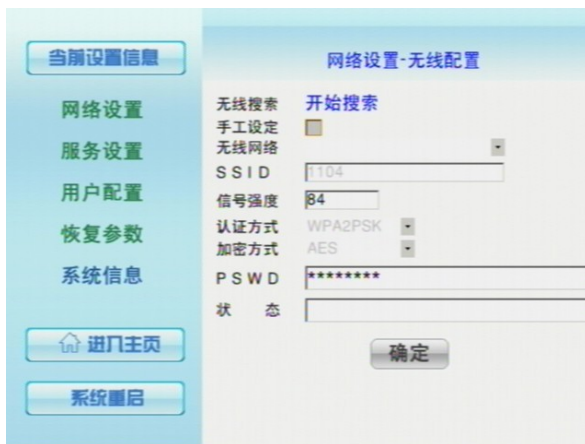 当前设置信息
网络设置
服务设置
用户配置
恢复参数
系统信息
进入主页
系统重启
网络设置-无线配置
无线搜索 开始搜索
手工设定
无线网络
SSID 1104
信号强度 84
认证方式 WPA2PSK
加密方式 AES
PSWD ********
状 态
确定